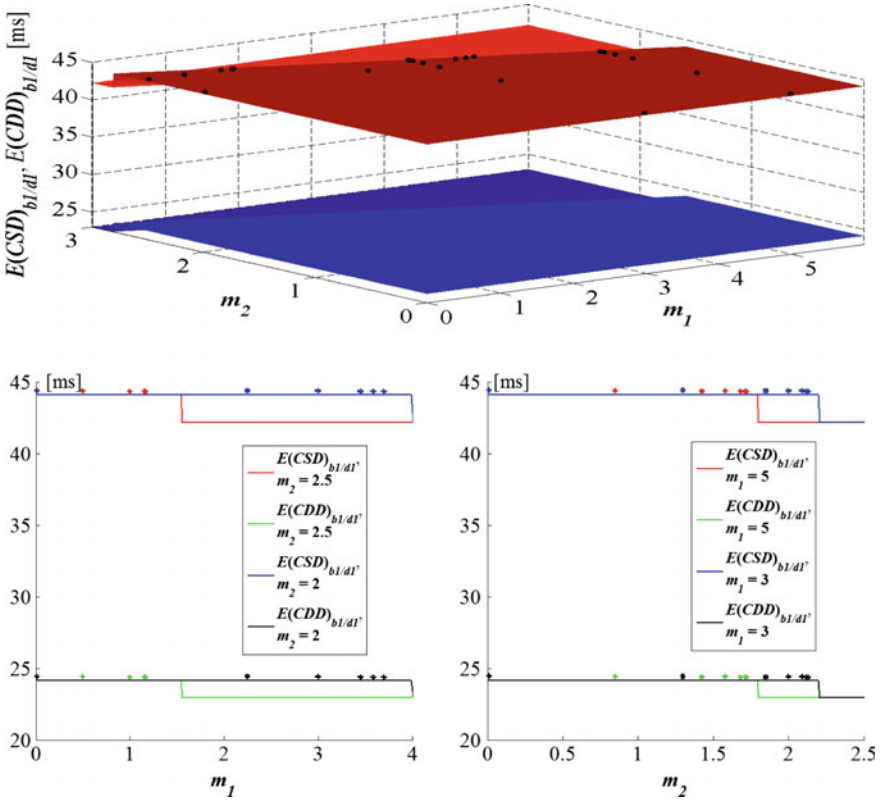 E(CSD)b1/d1, E(CDD)b1/d1 [ms]
45
40
35
30
25
3
2
1
0
m2
0
1
2
3
4
5
m1
[ms]
45
40
35
30
25
20
0
1
2
3
4
m1
E(CSD)b1/d1,
m2 = 2.5
E(CDD)b1/d1,
m2 = 2.5
E(CSD)b1/d1,
m2 = 2
E(CDD)b1/d1,
m2 = 2
[ms]
45
40
35
30
25
20
0
0.5
1
1.5
2
2.5
m2
E(CSD)b1/d1,
m1 = 5
E(CDD)b1/d1,
m1 = 5
E(CSD)b1/d1,
m1 = 3
E(CDD)b1/d1,
m1 = 3